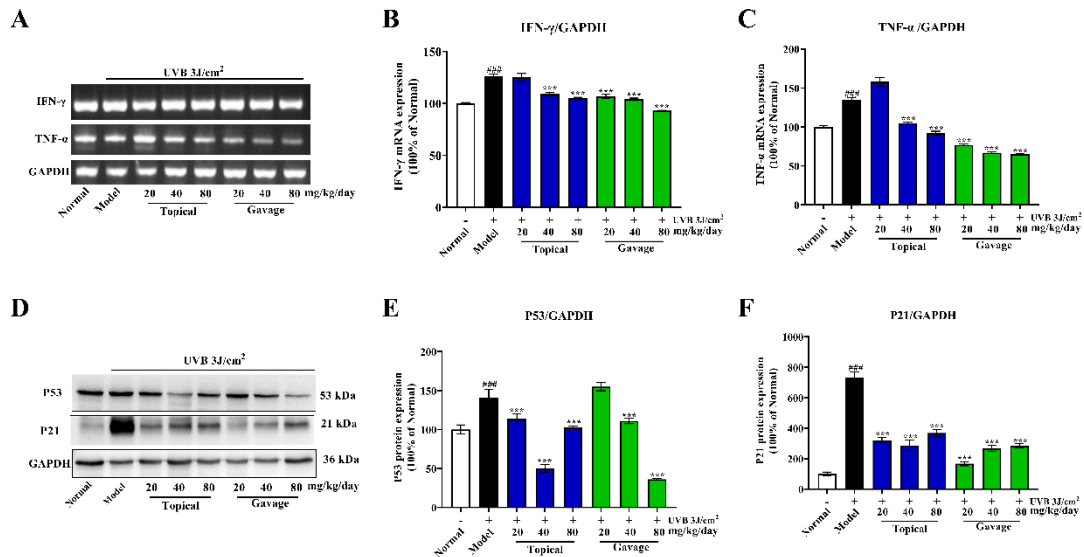 A
UVB 3J/cm2
IFN-γ
TNF-α
GAPDH
Normal
Model
20 40 80 20 40 80 mg/kg/day
Topical Gavage
B
IFN-γ/GAPDH
IFN-γ mRNA expression
(100% of Normal)
150
100
50
0
###
*** *** *** *** ***
- + + + + + + + UVB 3J/cm2
Normal Model 20 40 80 20 40 80 mg/kg/day
Topical Gavage
C
TNF-α /GAPDH
TNF-α mRNA expression
(100% of Normal)
200
150
100
50
0
###
*** *** *** *** ***
- + + + + + + + UVB 3J/cm2
Normal Model 20 40 80 20 40 80 mg/kg/day
Topical Gavage
D
UVB 3J/cm2
P53 53 kDa
P21 21 kDa
GAPDH 36 kDa
Normal Model 20 40 80 20 40 80 mg/kg/day
Topical Gavage
E
P53/GAPDH
P53 protein expression
(100% of Normal)
200
150
100
50
0
###
*** *** *** *** ***
- + + + + + + + UVB 3J/cm2
Normal Model 20 40 80 20 40 80 mg/kg/day
Topical Gavage
F
P21/GAPDH
P21 protein expression
(100% of Normal)
1000
800
600
400
200
0
###
*** *** *** *** *** ***
- + + + + + + + UVB 3J/cm2
Normal Model 20 40 80 20 40 80 mg/kg/day
Topical Gavage